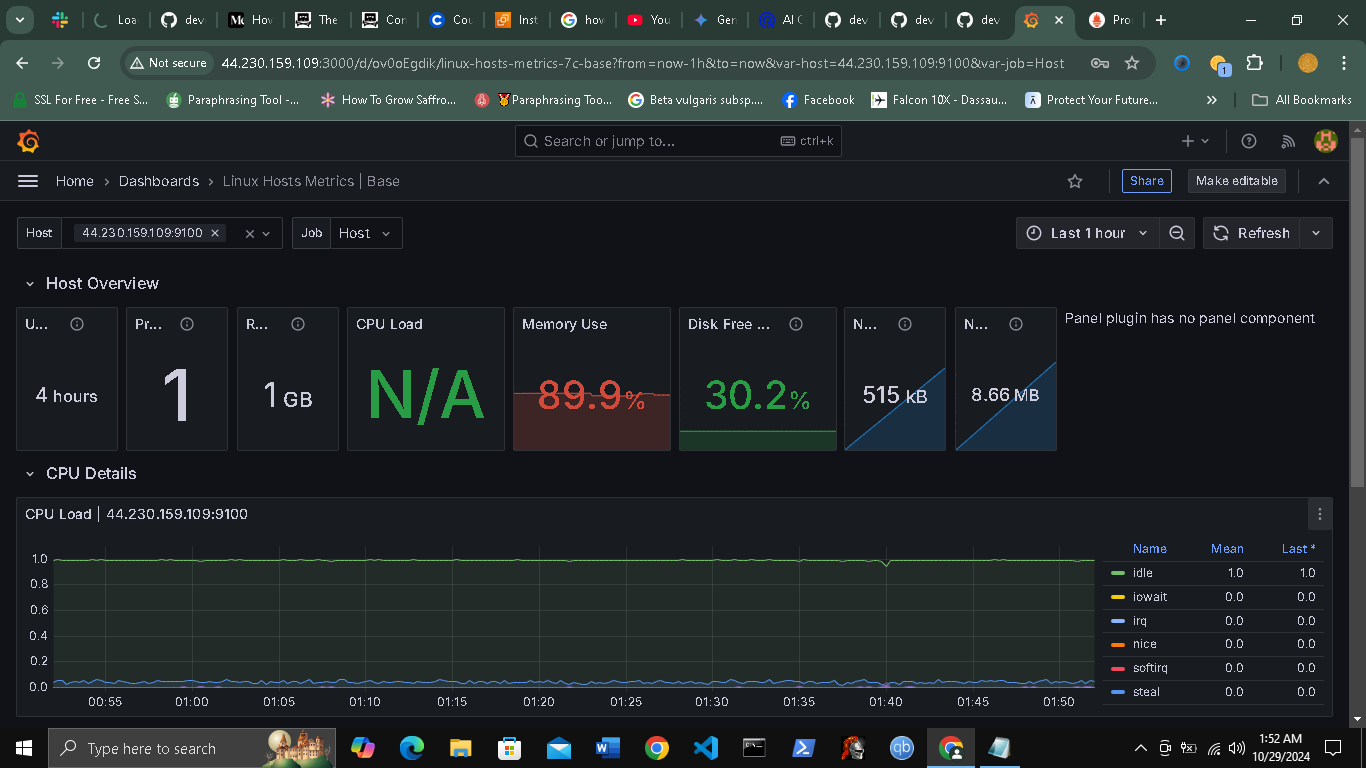 Loa
dev
Hov
The
Cor
Cou
Inst
hov
You
Gen
AI C
dev
dev
dev
Pro
Not secure
44.230.159.109:3000/d/ov0oEgdik/linux-hosts-metrics-7c-base?from=now-1h&to=now&var-host=44.230.159.109:9100&var-job=Host
1
SSL For Free - Free S...
Paraphrasing Tool -...
How To Grow Saffro...
Paraphrasing Tool...
Beta vulgaris subsp....
Facebook
Falcon 10X - Dassau...
Protect Your Future...
»
All Bookmarks
Search or jump to...
ctrl+k
Home › Dashboards › Linux Hosts Metrics | Base
Share
Make editable
Host
44.230.159.109:9100
Job
Host
Last 1 hour
Refresh
Host Overview
U...
Pr...
R...
CPU Load
Memory Use
Disk Free ...
N...
N...
Panel plugin has no panel component
4 hours
1
1 GB
N/A
89.9%
30.2%
515 kB
8.66 MB
CPU Details
CPU Load | 44.230.159.109:9100
Name Mean Last *
idle 1.0 1.0
iowait 0.0 0.0
irq 0.0 0.0
nice 0.0 0.0
softirq 0.0 0.0
steal 0.0 0.0
1.0
0.8
0.6
0.4
0.2
0.0
00:55 01:00 01:05 01:10 01:15 01:20 01:25 01:30 01:35 01:40 01:45 01:50
Type here to search
qb
1:52 AM
10/29/2024